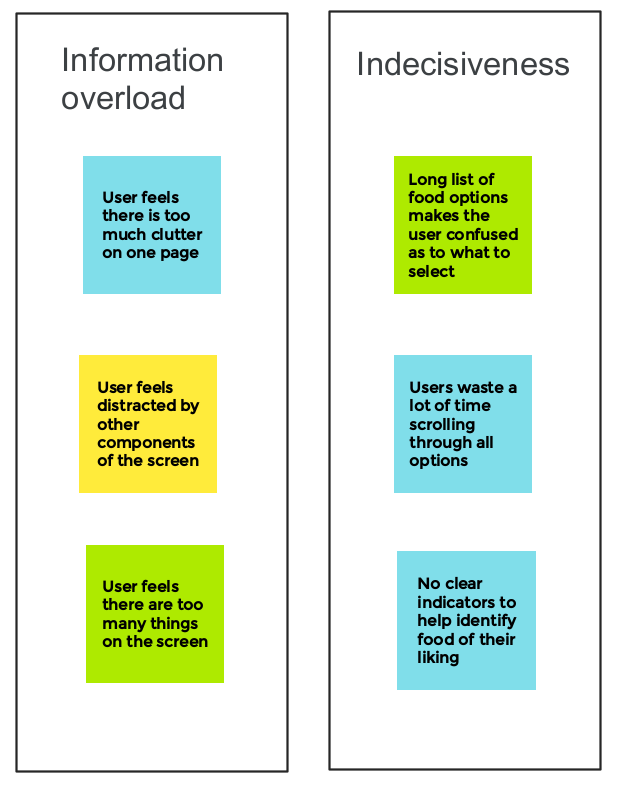 Information
overload
User feels
there is too
much clutter
on one page
User feels
distracted by
other
components
of the screen
User feels
there are too
many things
on the screen
Indecisiveness
Long list of
food options
makes the
user confused
as to what to
select
Users waste a
lot of time
scrolling
through all
options
No clear
indicators to
help identify
food of their
liking